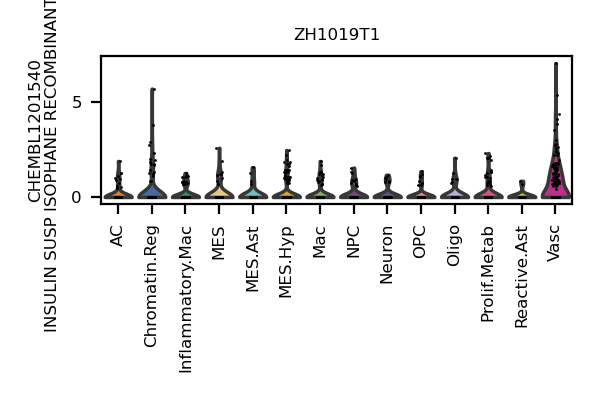 ZH1019T1
CHEMBL1201540
INSULIN SUSP ISOPHANE RECOMBINANT
5
0
AC
Chromatin.Reg
Inflammatory.Mac
MES
MES.Ast
MES.Hyp
Mac
NPC
Neuron
OPC
Oligo
Prolif.Metab
Reactive.Ast
Vasc